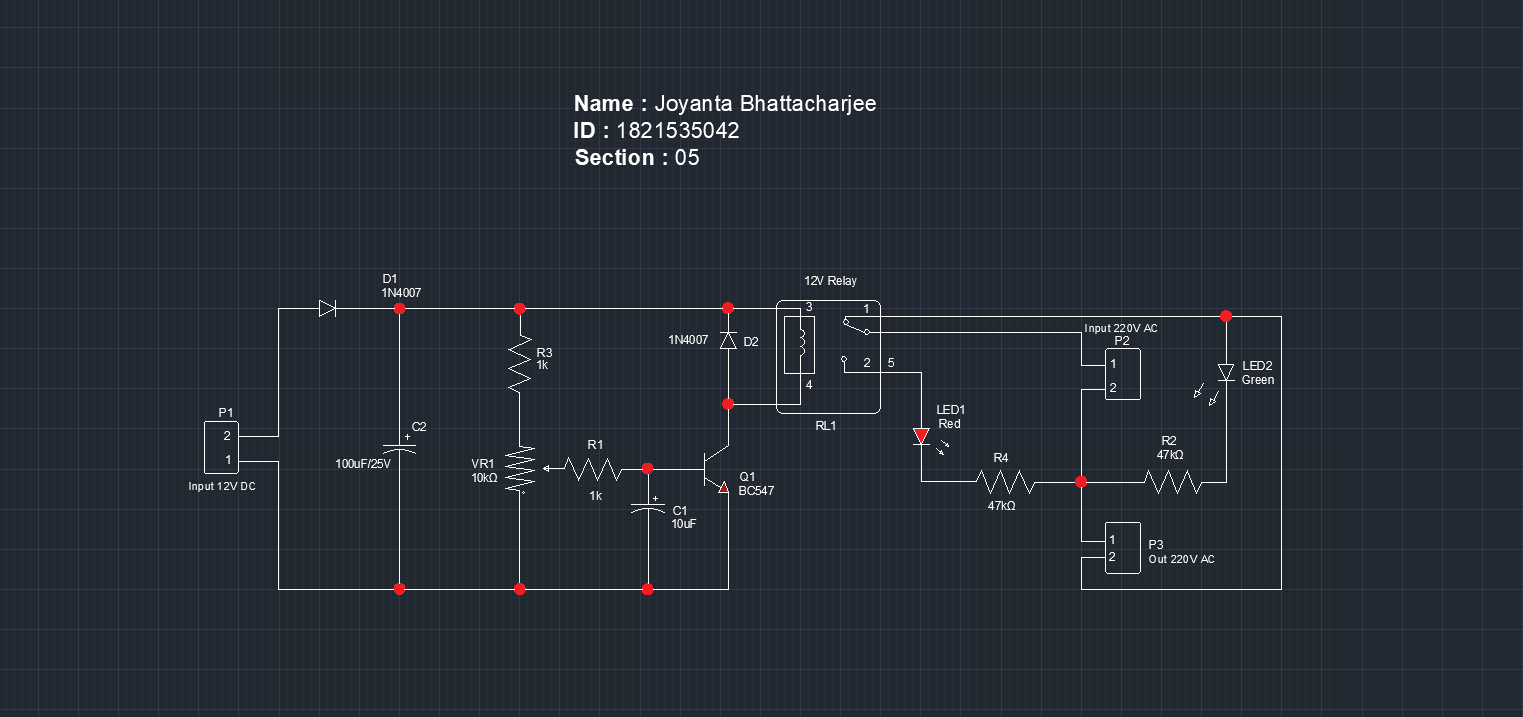 Name : Joyanta Bhattacharjee
ID : 1821535042
Section : 05
D1
1N4007
12V Relay
3
1
1N4007
D2
R3
1k
2
5
4
RL1
Input 220V AC
P2
1
2
LED2
Green
LED1
Red
P1
2
1
Input 12V DC
C2
+
100uF/25V
VR1
10kΩ
R1
1k
+
C1
10uF
Q1
BC547
R4
47kΩ
R2
47kΩ
1
2
P3
Out 220V AC